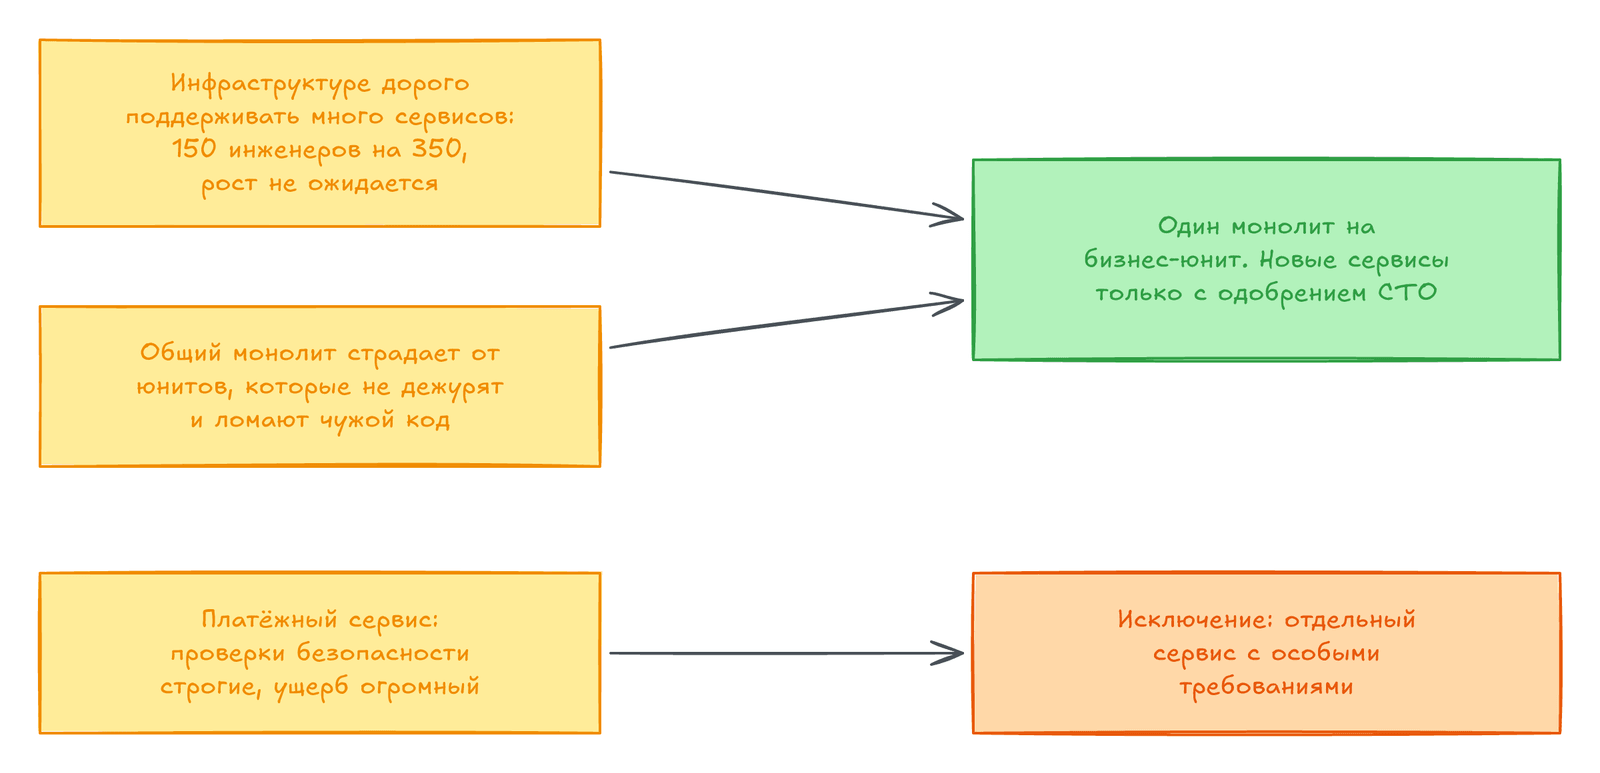 Инфраструктуре дорого
поддерживать много сервисов:
150 инженеров на 350,
рост не ожидается
Общий монолит страдает от
юнитов, которые не дежурят
и ломают чужой код
Один монолит на
бизнес-юнит. Новые сервисы
только с одобрением СТО
Платёжный сервис:
проверки безопасности
строгие, ущерб огромный
Исключение: отдельный
сервис с особыми
требованиями